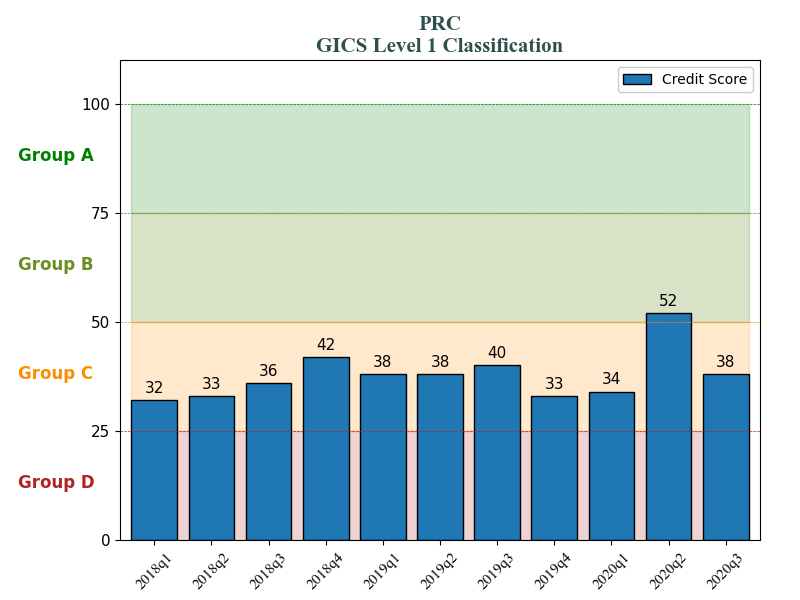 PRC
GICS Level 1 Classification
Credit Score
100
Group A
75
Group B
52
50
42
40
38
38
38
36
Group C
34
33
33
32
25
Group D
0
2018q1
2018q2
2018q3
2018q4
2019q1
2019q2
2019q3
2019q4
2020q1
2020q2
2020q3